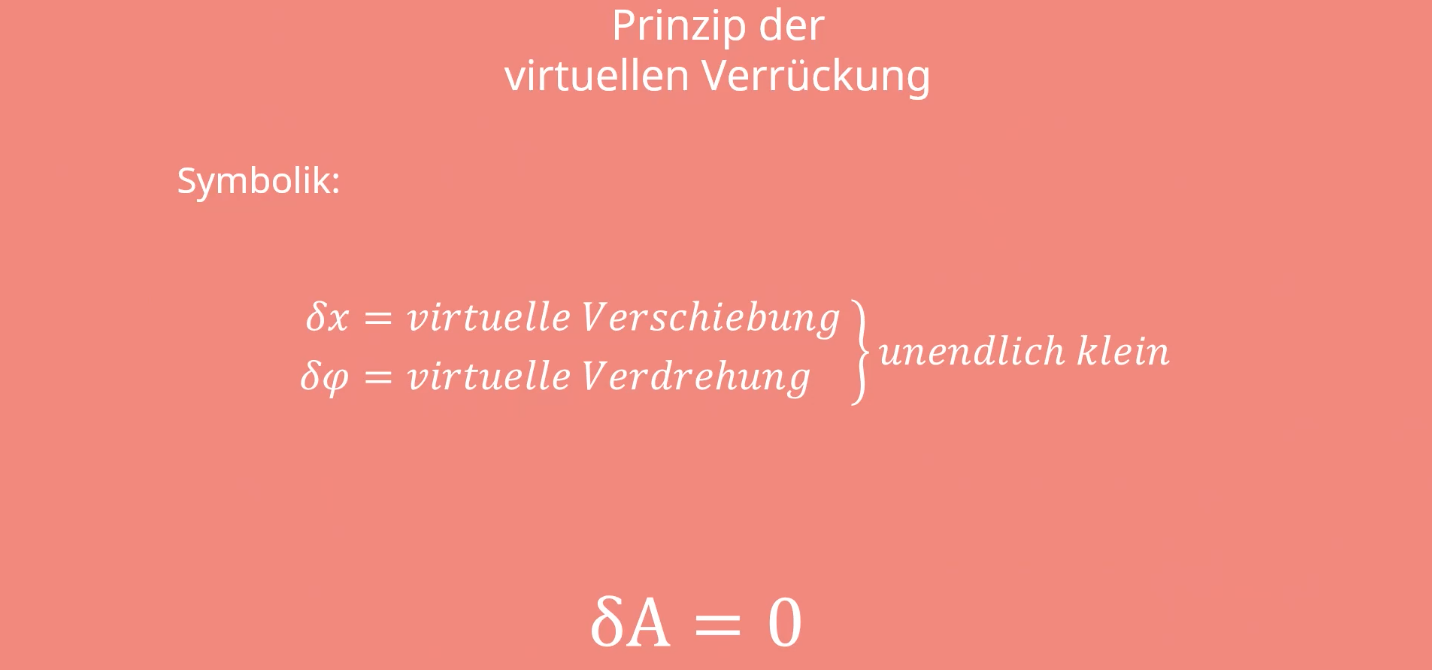 Prinzip der
virtuellen Verrückung
Symbolik:
δx = virtuelle Verschiebung
δφ = virtuelle Verdrehung
} unendlich klein
δA = 0